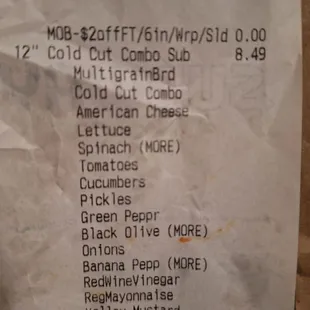 MOB-$2offFT/6in/Wrp/Sld 0.00
12" Cold Cut Combo Sub 8.49
MultigrainBrd
Cold Cut Combo
American Cheese
Lettuce
Spinach (MORE)
Tomatoes
Cucumbers
Pickles
Green Peppr
Black Olive (MORE)
Onions
Banana Pepp (MORE)
RedWineVinegar
RegMayonnaise
Mustard